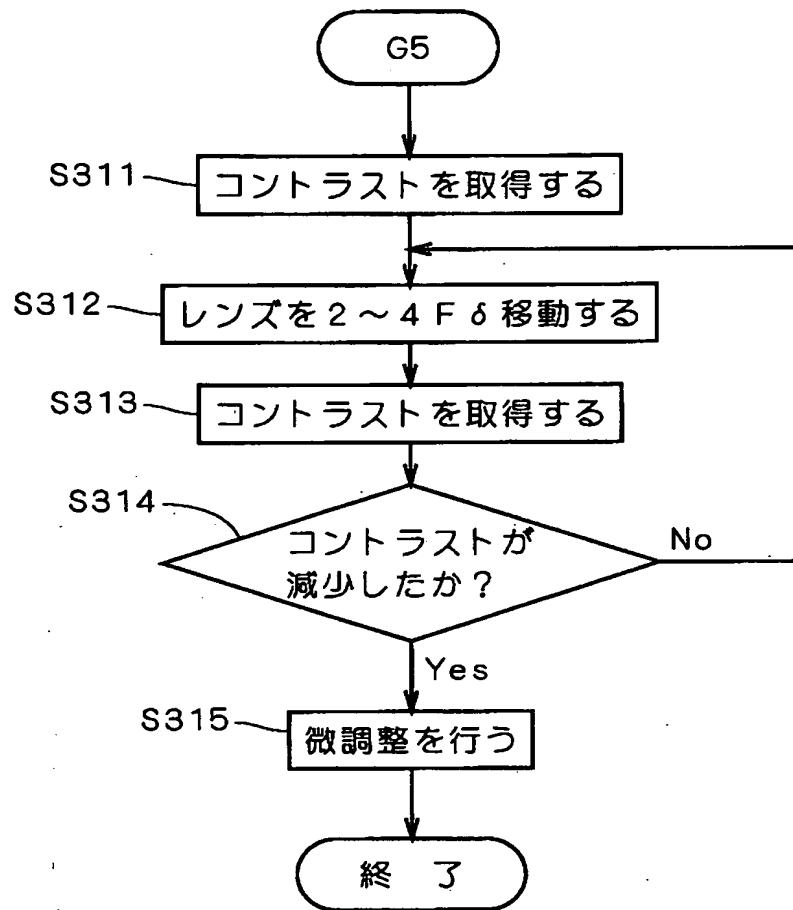 G5
S311
コントラストを取得する
S312
レンズを2～4Fδ移動する
S313
コントラストを取得する
S314
コントラストが
減少したか？
No
Yes
S315
微調整を行う
終 了